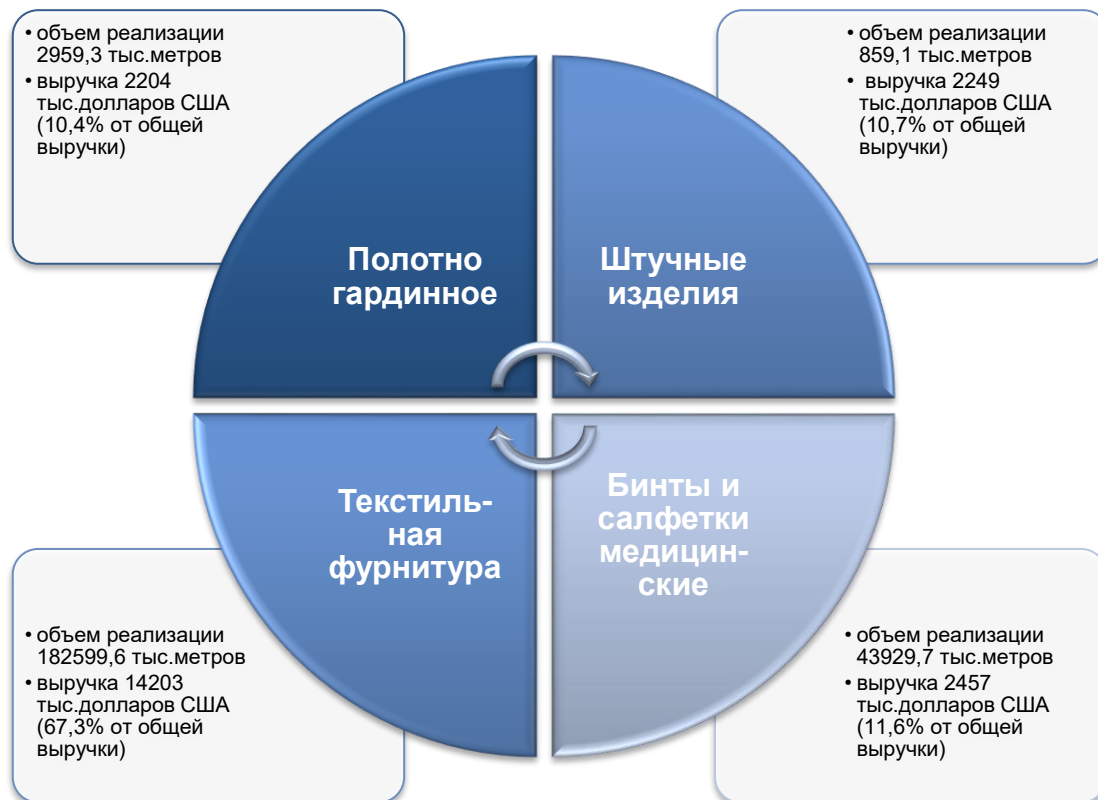 • объем реализации
2959,3 тыс.метров
• выручка 2204
тыс.долларов США
(10,4% от общей
выручки)
• объем реализации
859,1 тыс.метров
• выручка 2249
тыс.долларов США
(10,7% от общей
выручки)
Полотно
гардинное
Штучные
изделия
Текстиль-
ная
фурнитура
Бинты и
салфетки
медицин-
ские
• объем реализации
182599,6 тыс.метров
• выручка 14203
тыс.долларов США
(67,3% от общей
выручки)
• объем реализации
43929,7 тыс.метров
• выручка 2457
тыс.долларов США
(11,6% от общей
выручки)